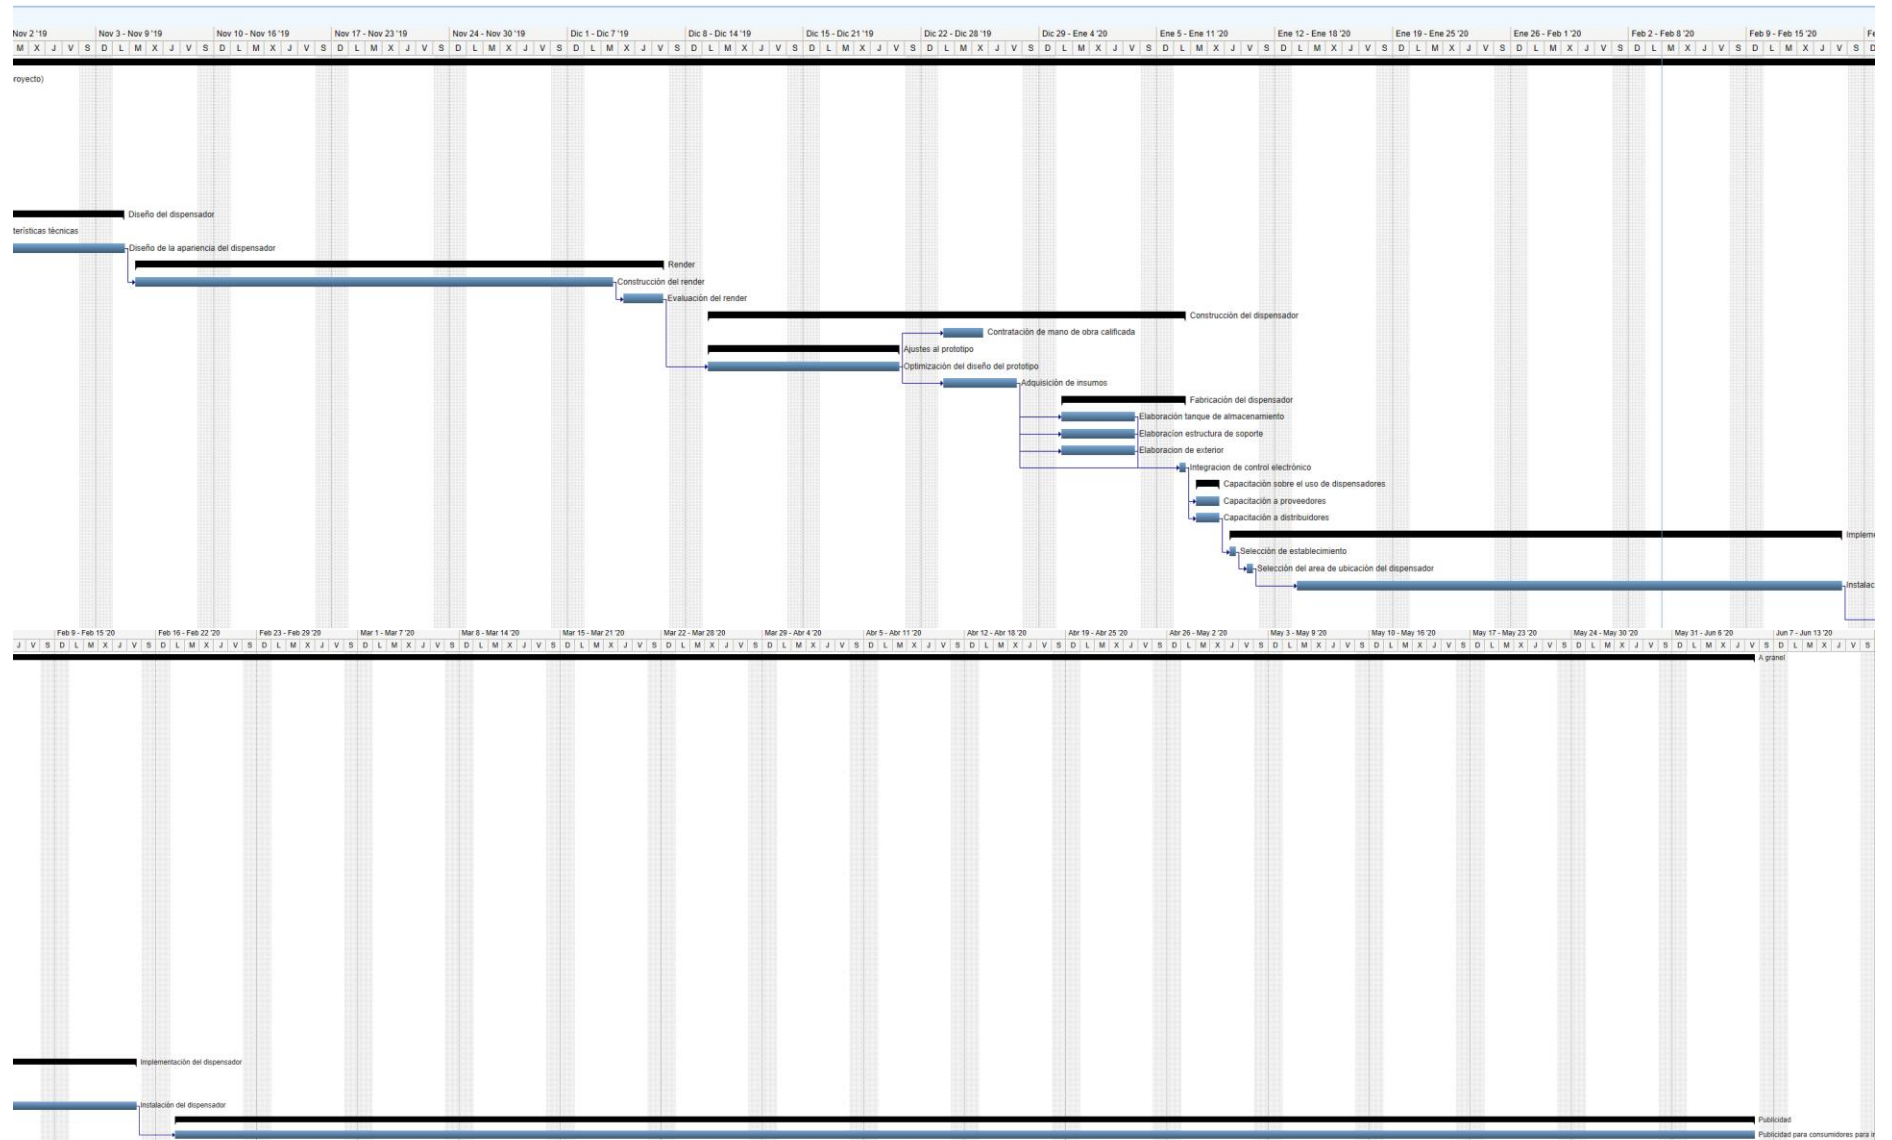 Nov 2 '19 Nov 3 - Nov 9 '19 Nov 10 - Nov 16 '19 Nov 17 - Nov 23 '19 Nov 24 - Nov 30 '19 Dic 1 - Dic 7 '19 Dic 8 - Dic 14 '19 Dic 15 - Dic 21 '19 Dic 22 - Dic 28 '19 Dic 29 - Ene 4 '20 Ene 5 - Ene 11 '20 Ene 12 - Ene 18 '20 Ene 19 - Ene 25 '20 Ene 26 - Feb 1 '20 Feb 2 - Feb 8 '20 Feb 9 - Feb 15 '20 Fe
M X J V S D L M X J V S D L M X J V S D L M X J V S D L M X J V S D L M X J V S D L M X J V S D L M X J V S D L M X J V S D L M X J V S D L M X J V S D L M X J V S D L M X J V S D L M X J V S D L M X J V S D L M X J V S D
royecto)
Diseño del dispensador
terísticas técnicas
Diseño de la apariencia del dispensador
Render
Construcción del render
Evaluación del render
Construcción del dispensador
Contratación de mano de obra calificada
Ajustes al prototipo
Optimización del diseño del prototipo
Adquisición de insumos
Fabricación del dispensador
Elaboración tanque de almacenamiento
Elaboracíon estructura de soporte
Elaboracion de exterior
Integracion de control electrónico
Capacitación sobre el uso de dispensadores
Capacitación a proveedores
Capacitación a distribuidores
Impleme
Selección de establecimiento
Selección del area de ubicación del dispensador
Instalac
Feb 9 - Feb 15 '20 Feb 16 - Feb 22 '20 Feb 23 - Feb 29 '20 Mar 1 - Mar 7 '20 Mar 8 - Mar 14 '20 Mar 15 - Mar 21 '20 Mar 22 - Mar 28 '20 Mar 29 - Abr 4 '20 Abr 5 - Abr 11 '20 Abr 12 - Abr 18 '20 Abr 19 - Abr 25 '20 Abr 26 - May 2 '20 May 3 - May 9 '20 May 10 - May 16 '20 May 17 - May 23 '20 May 24 - May 30 '20 May 31 - Jun 6 '20 Jun 7 - Jun 13 '20
J V S D L M X J V S D L M X J V S D L M X J V S D L M X J V S D L M X J V S D L M X J V S D L M X J V S D L M X J V S D L M X J V S D L M X J V S D L M X J V S D L M X J V S D L M X J V S D L M X J V S D L M X J V S D L M X J V S D L M X J V S D L M X J V S
A granel
Implementación del dispensador
Instalación del dispensador
Publicidad
Publicidad para consumidores para ir